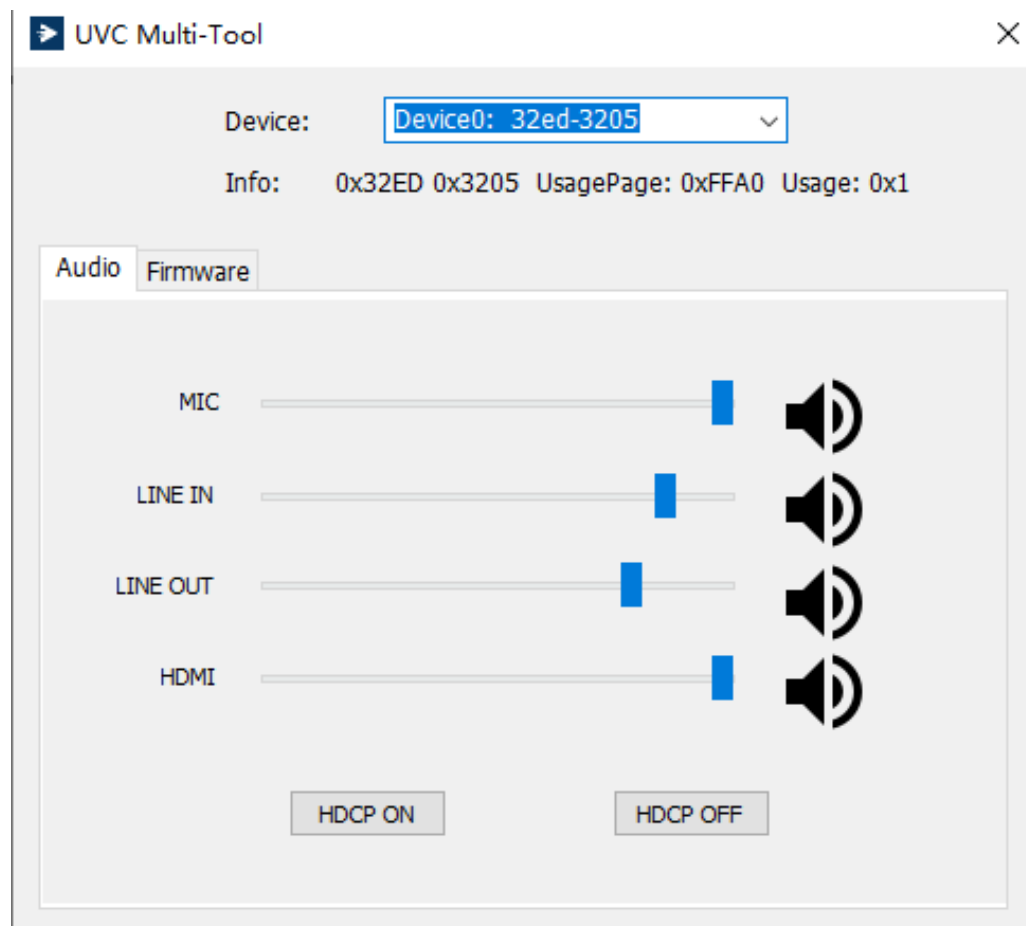 UVC Multi-Tool
Device: Device0: 32ed-3205
Info: 0x32ED 0x3205 UsagePage: 0xFFA0 Usage: 0x1
Audio Firmware
MIC
LINE IN
LINE OUT
HDMI
HDCP ON HDCP OFF